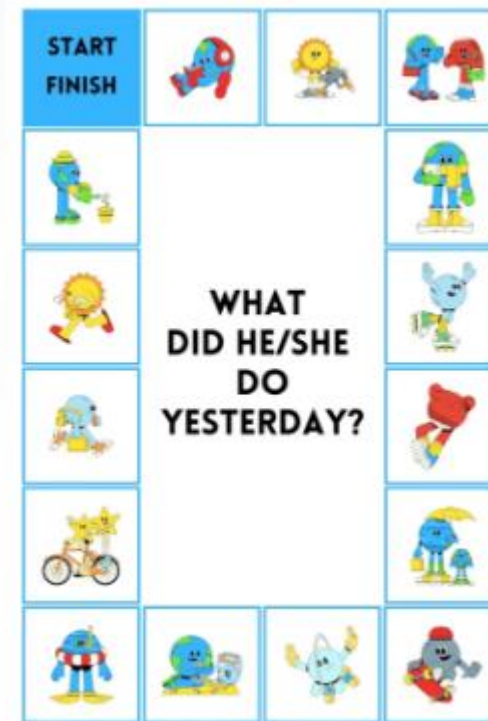 START
FINISH
WHAT
DID HE/SHE
DO
YESTERDAY?